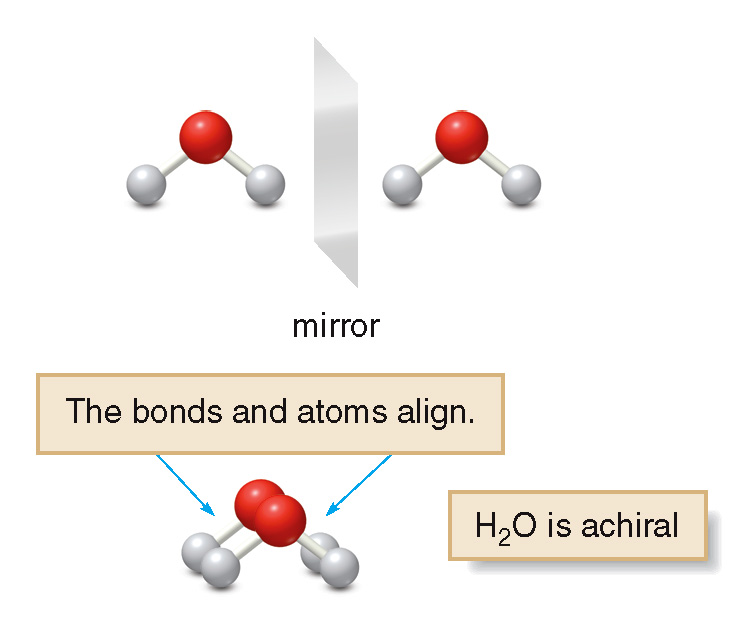 mirror
The bonds and atoms align.
H₂O is achiral